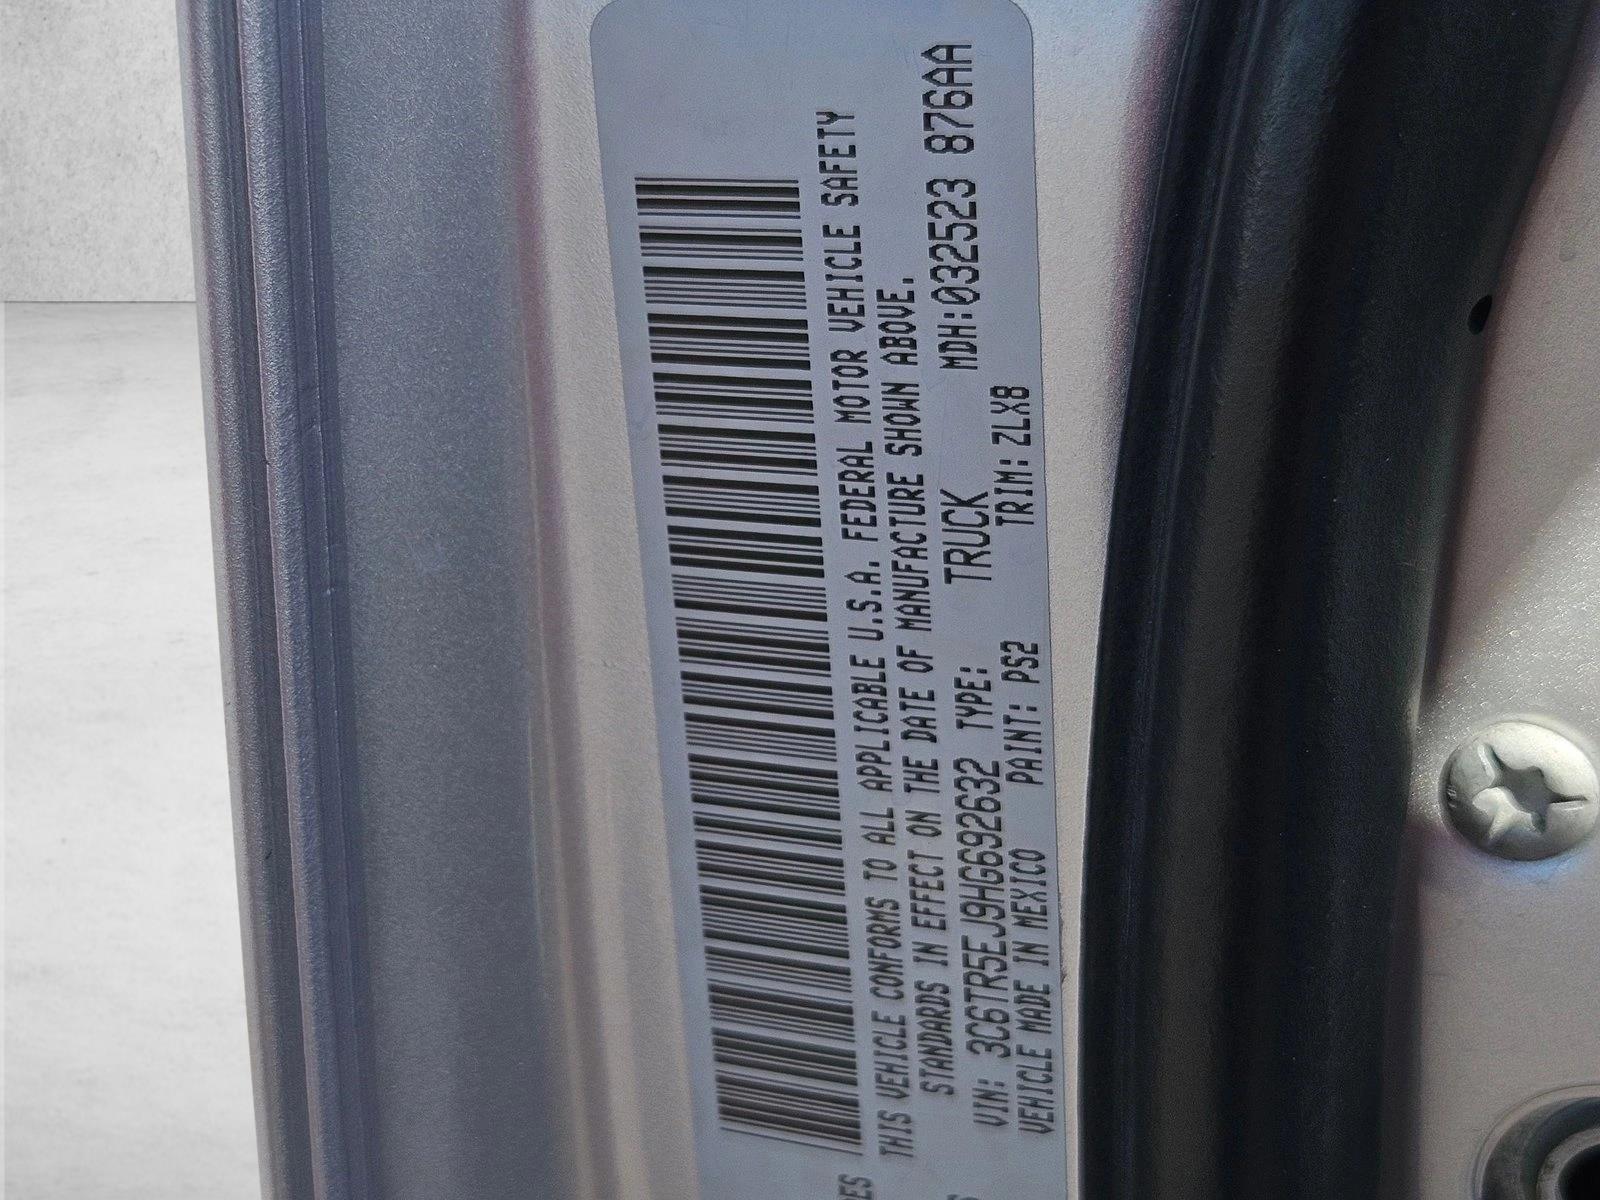 THIS VEHICLE CONFORMS TO ALL APPLICABLE U.S.A. FEDERAL MOTOR VEHICLE SAFETY
STANDARDS IN EFFECT ON THE DATE OF MANUFACTURE SHOWN ABOVE.
VIN: 3C6TR5EJ9HG692632 TYPE: TRUCK MDH:032523 876AA
VEHICLE MADE IN MEXICO PAINT: PS2 TRIM: ZLX8